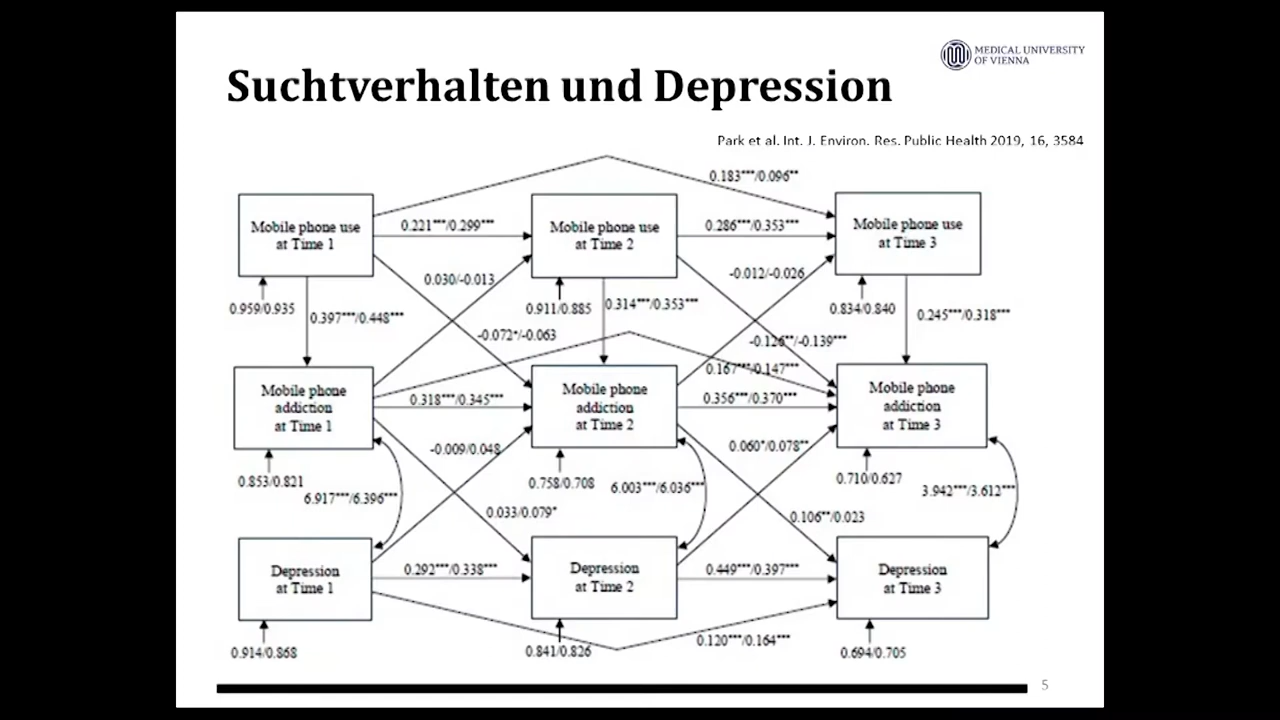 MEDICAL UNIVERSITY
OF VIENNA
Suchtverhalten und Depression
Park et al. Int. J. Environ. Res. Public Health 2019, 16, 3584
0.183***/0.096**
Mobile phone use
at Time 1
0.221***/0.299***
Mobile phone use
at Time 2
0.286***/0.353***
Mobile phone use
at Time 3
0.030/-0.013
-0.012/-0.026
0.959/0.935
0.397***/0.448***
0.911/0.885
0.314***/0.353***
0.834/0.840
0.245***/0.318***
-0.072*/-0.063
-0.126**/-0.139***
0.167***/0.147***
Mobile phone
addiction
at Time 1
0.318***/0.345***
Mobile phone
addiction
at Time 2
0.356***/0.370***
Mobile phone
addiction
at Time 3
-0.009/0.048
0.060*/0.078**
0.853/0.821
6.917***/6.396***
0.758/0.708
6.003***/6.036***
0.710/0.627
3.942***/3.612***
0.033/0.079*
0.106**/0.023
Depression
at Time 1
0.292***/0.338***
Depression
at Time 2
0.449***/0.397***
Depression
at Time 3
0.120***/0.164***
0.914/0.868
0.841/0.826
0.694/0.705
5